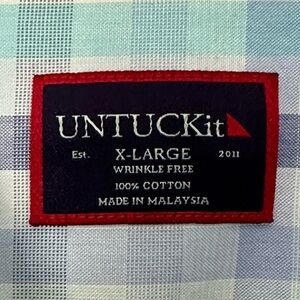 UNTUCKit
Est. X-LARGE 2011
WRINKLE FREE
100% COTTON
MADE IN MALAYSIA